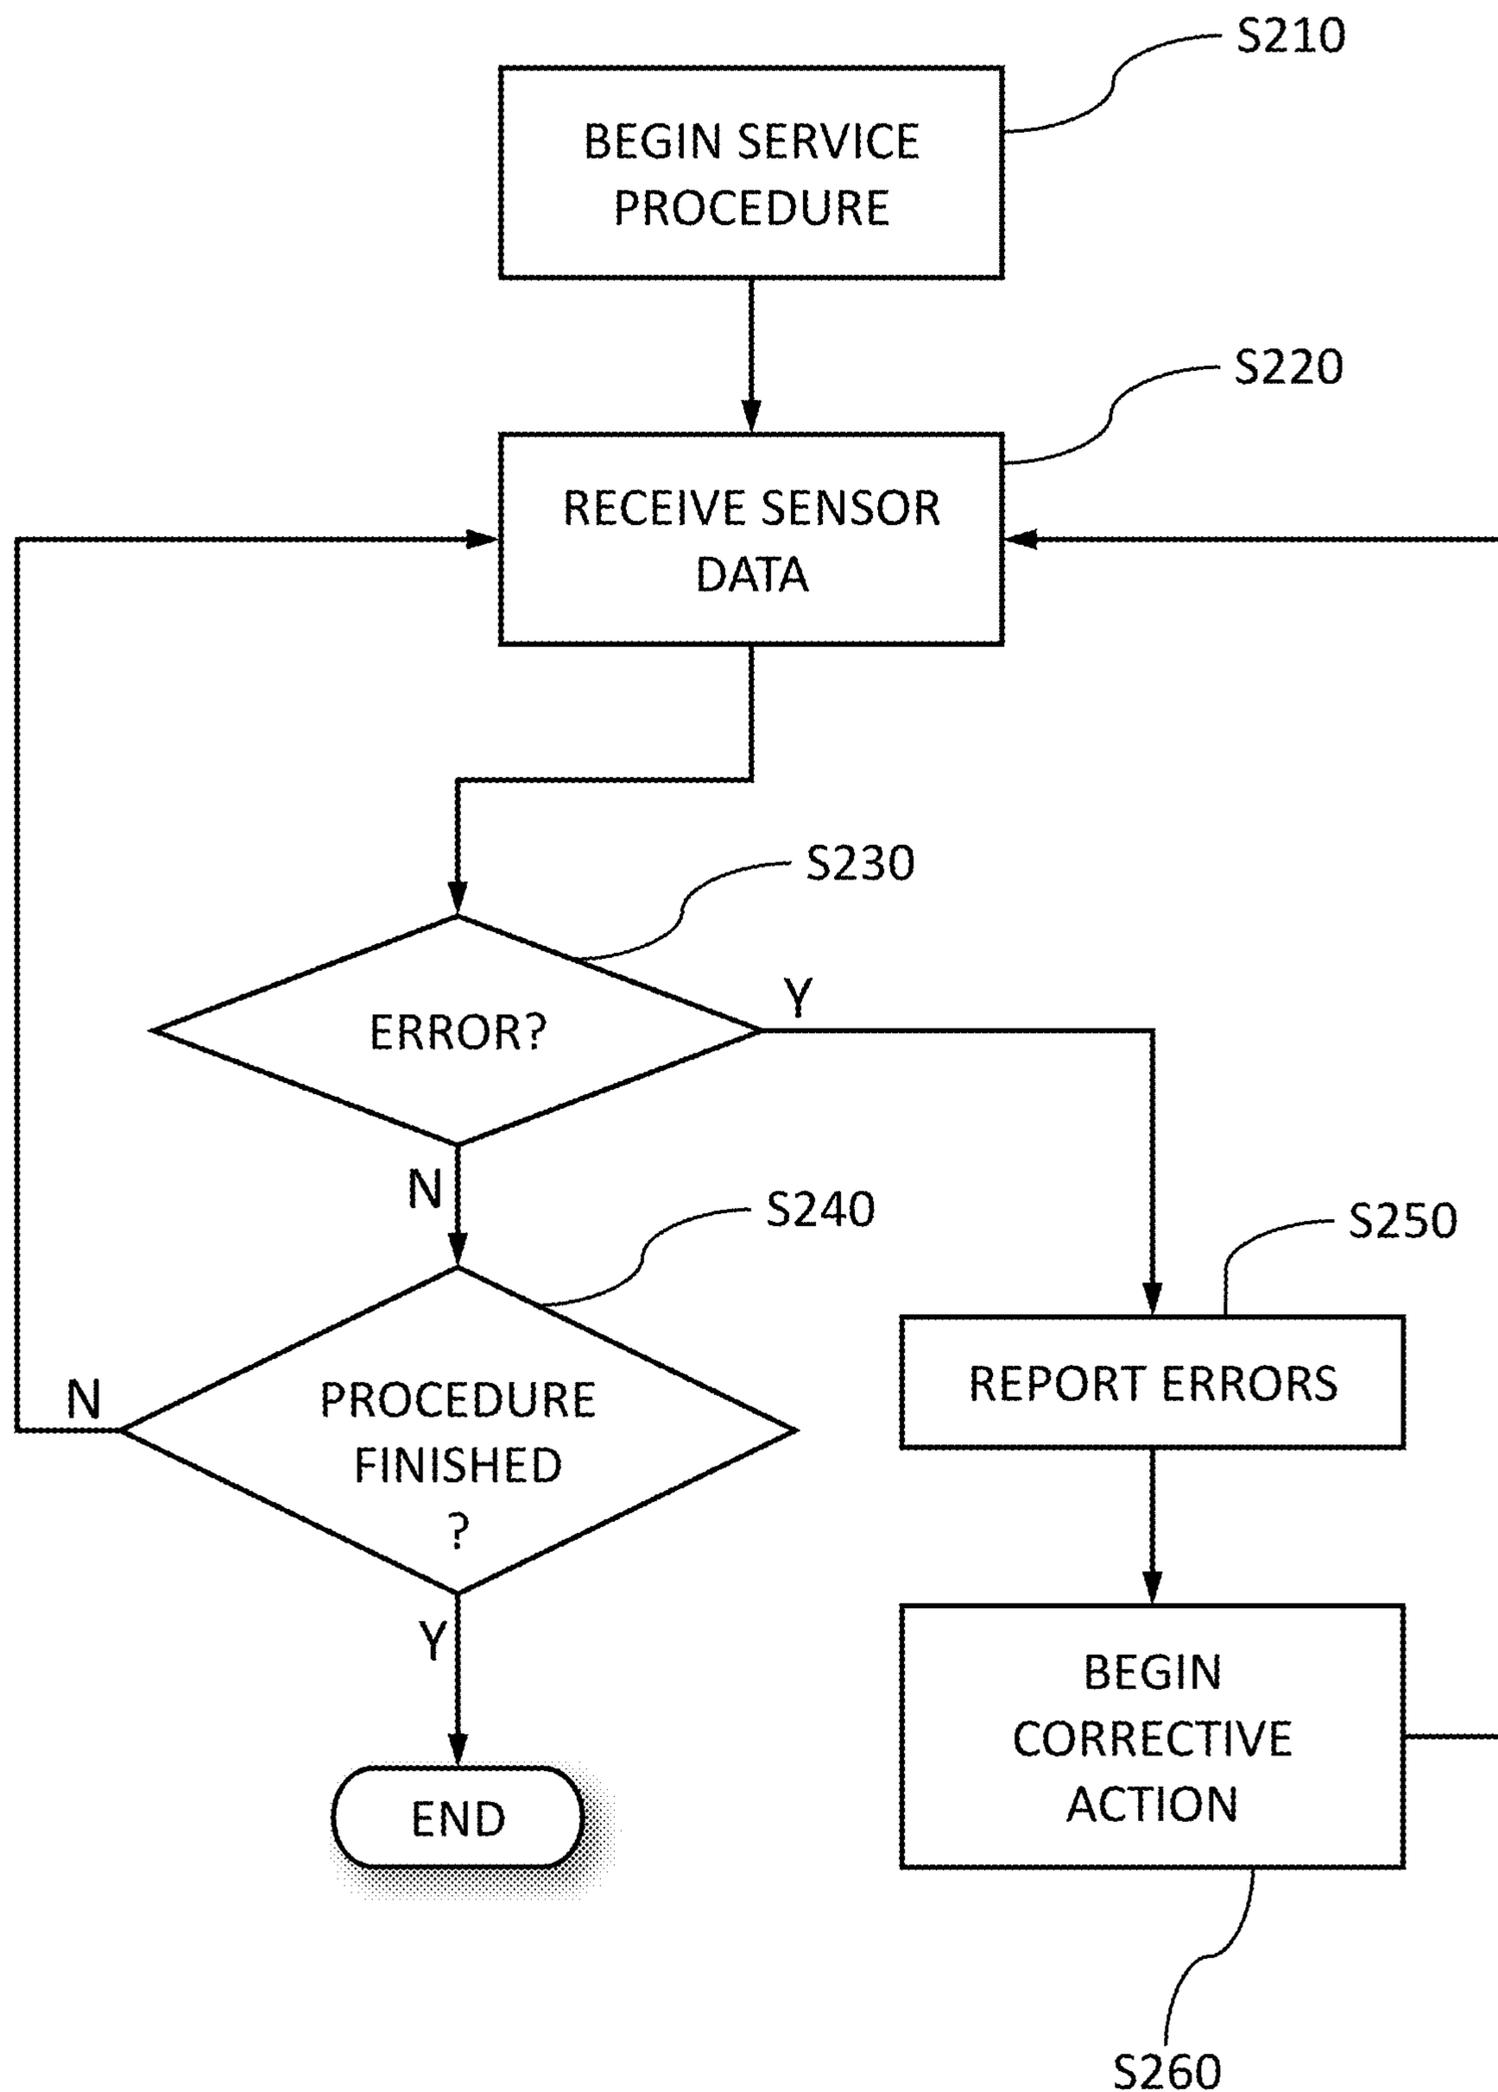 S210
BEGIN SERVICE
PROCEDURE
S220
RECEIVE SENSOR
DATA
S230
ERROR?
Y
N
S240
PROCEDURE
FINISHED
?
N
Y
END
S250
REPORT ERRORS
BEGIN
CORRECTIVE
ACTION
S260